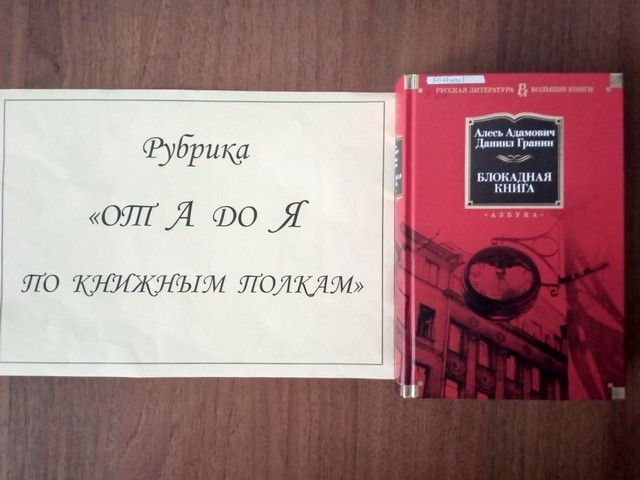 Рубрика
«ОТ А ДО Я
ПО КНИЖНЫМ ПОЛКАМ»
РУССКАЯ ЛИТЕРАТУРА
БОЛЬШИЕ КНИГИ
Алесь Адамович
Даниил Гранин
БЛОКАДНАЯ
КНИГА
• АЗБУКА •